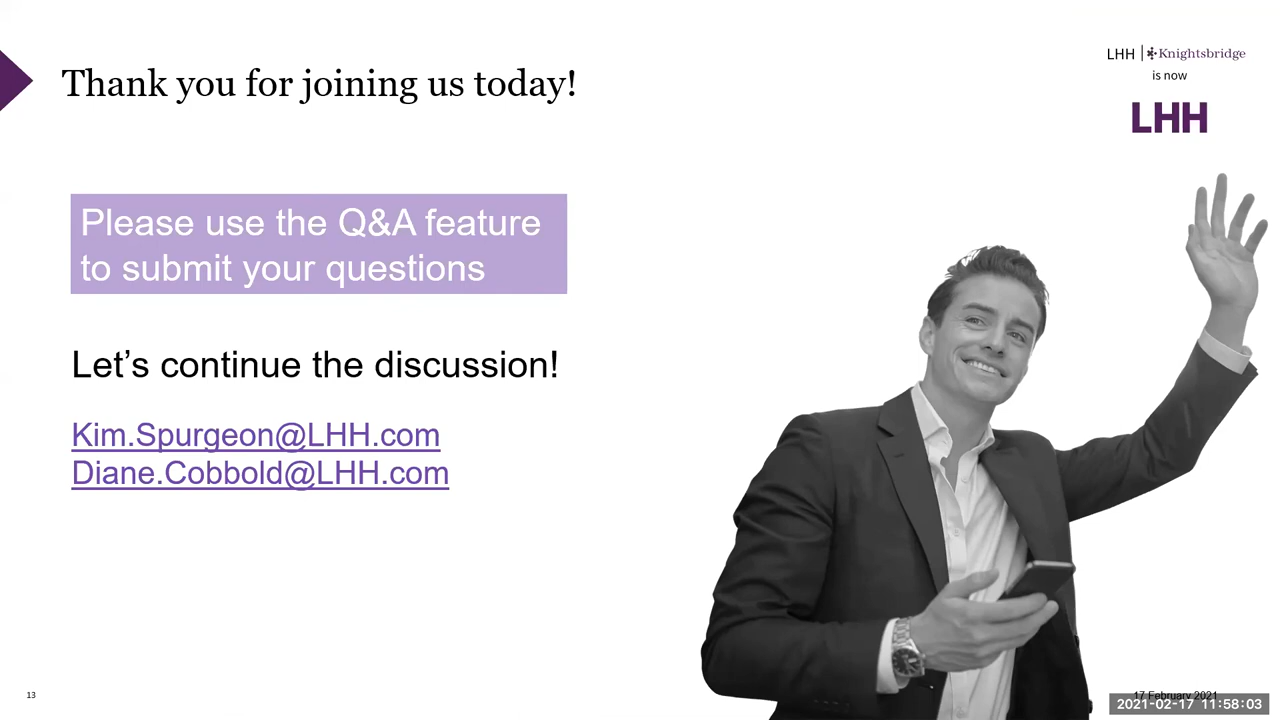 Thank you for joining us today!
LHH | Knightsbridge
is now
LHH
Please use the Q&A feature
to submit your questions
Let’s continue the discussion!
Kim.Spurgeon@LHH.com
Diane.Cobbold@LHH.com
13
17 February 2021
2021-02-17 11:58:03